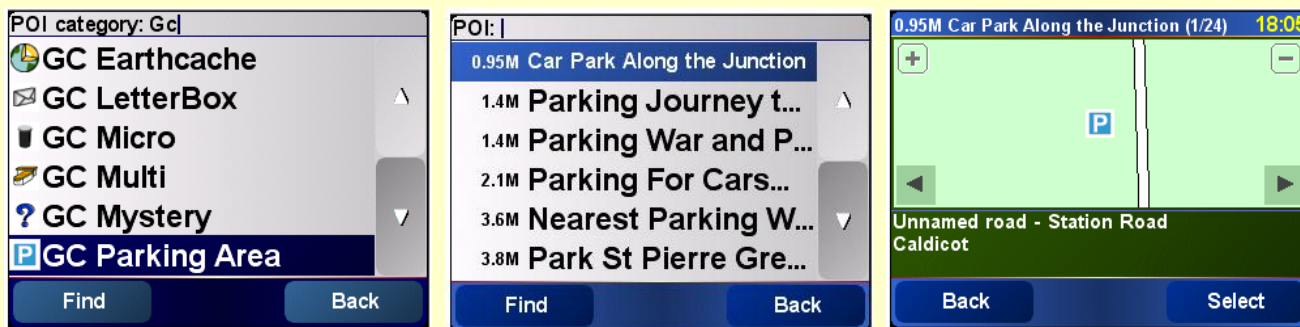 POI category: Gc
GC Earthcache
GC LetterBox
GC Micro
GC Multi
? GC Mystery
P GC Parking Area
Find
Back
POI:
0.95M Car Park Along the Junction
1.4M Parking Journey t...
1.4M Parking War and P...
2.1M Parking For Cars...
3.6M Nearest Parking W...
3.8M Park St Pierre Gre...
Find
Back
0.95M Car Park Along the Junction (1/24) 18:05
+
−
P
Unnamed road - Station Road
Caldicot
Back
Select